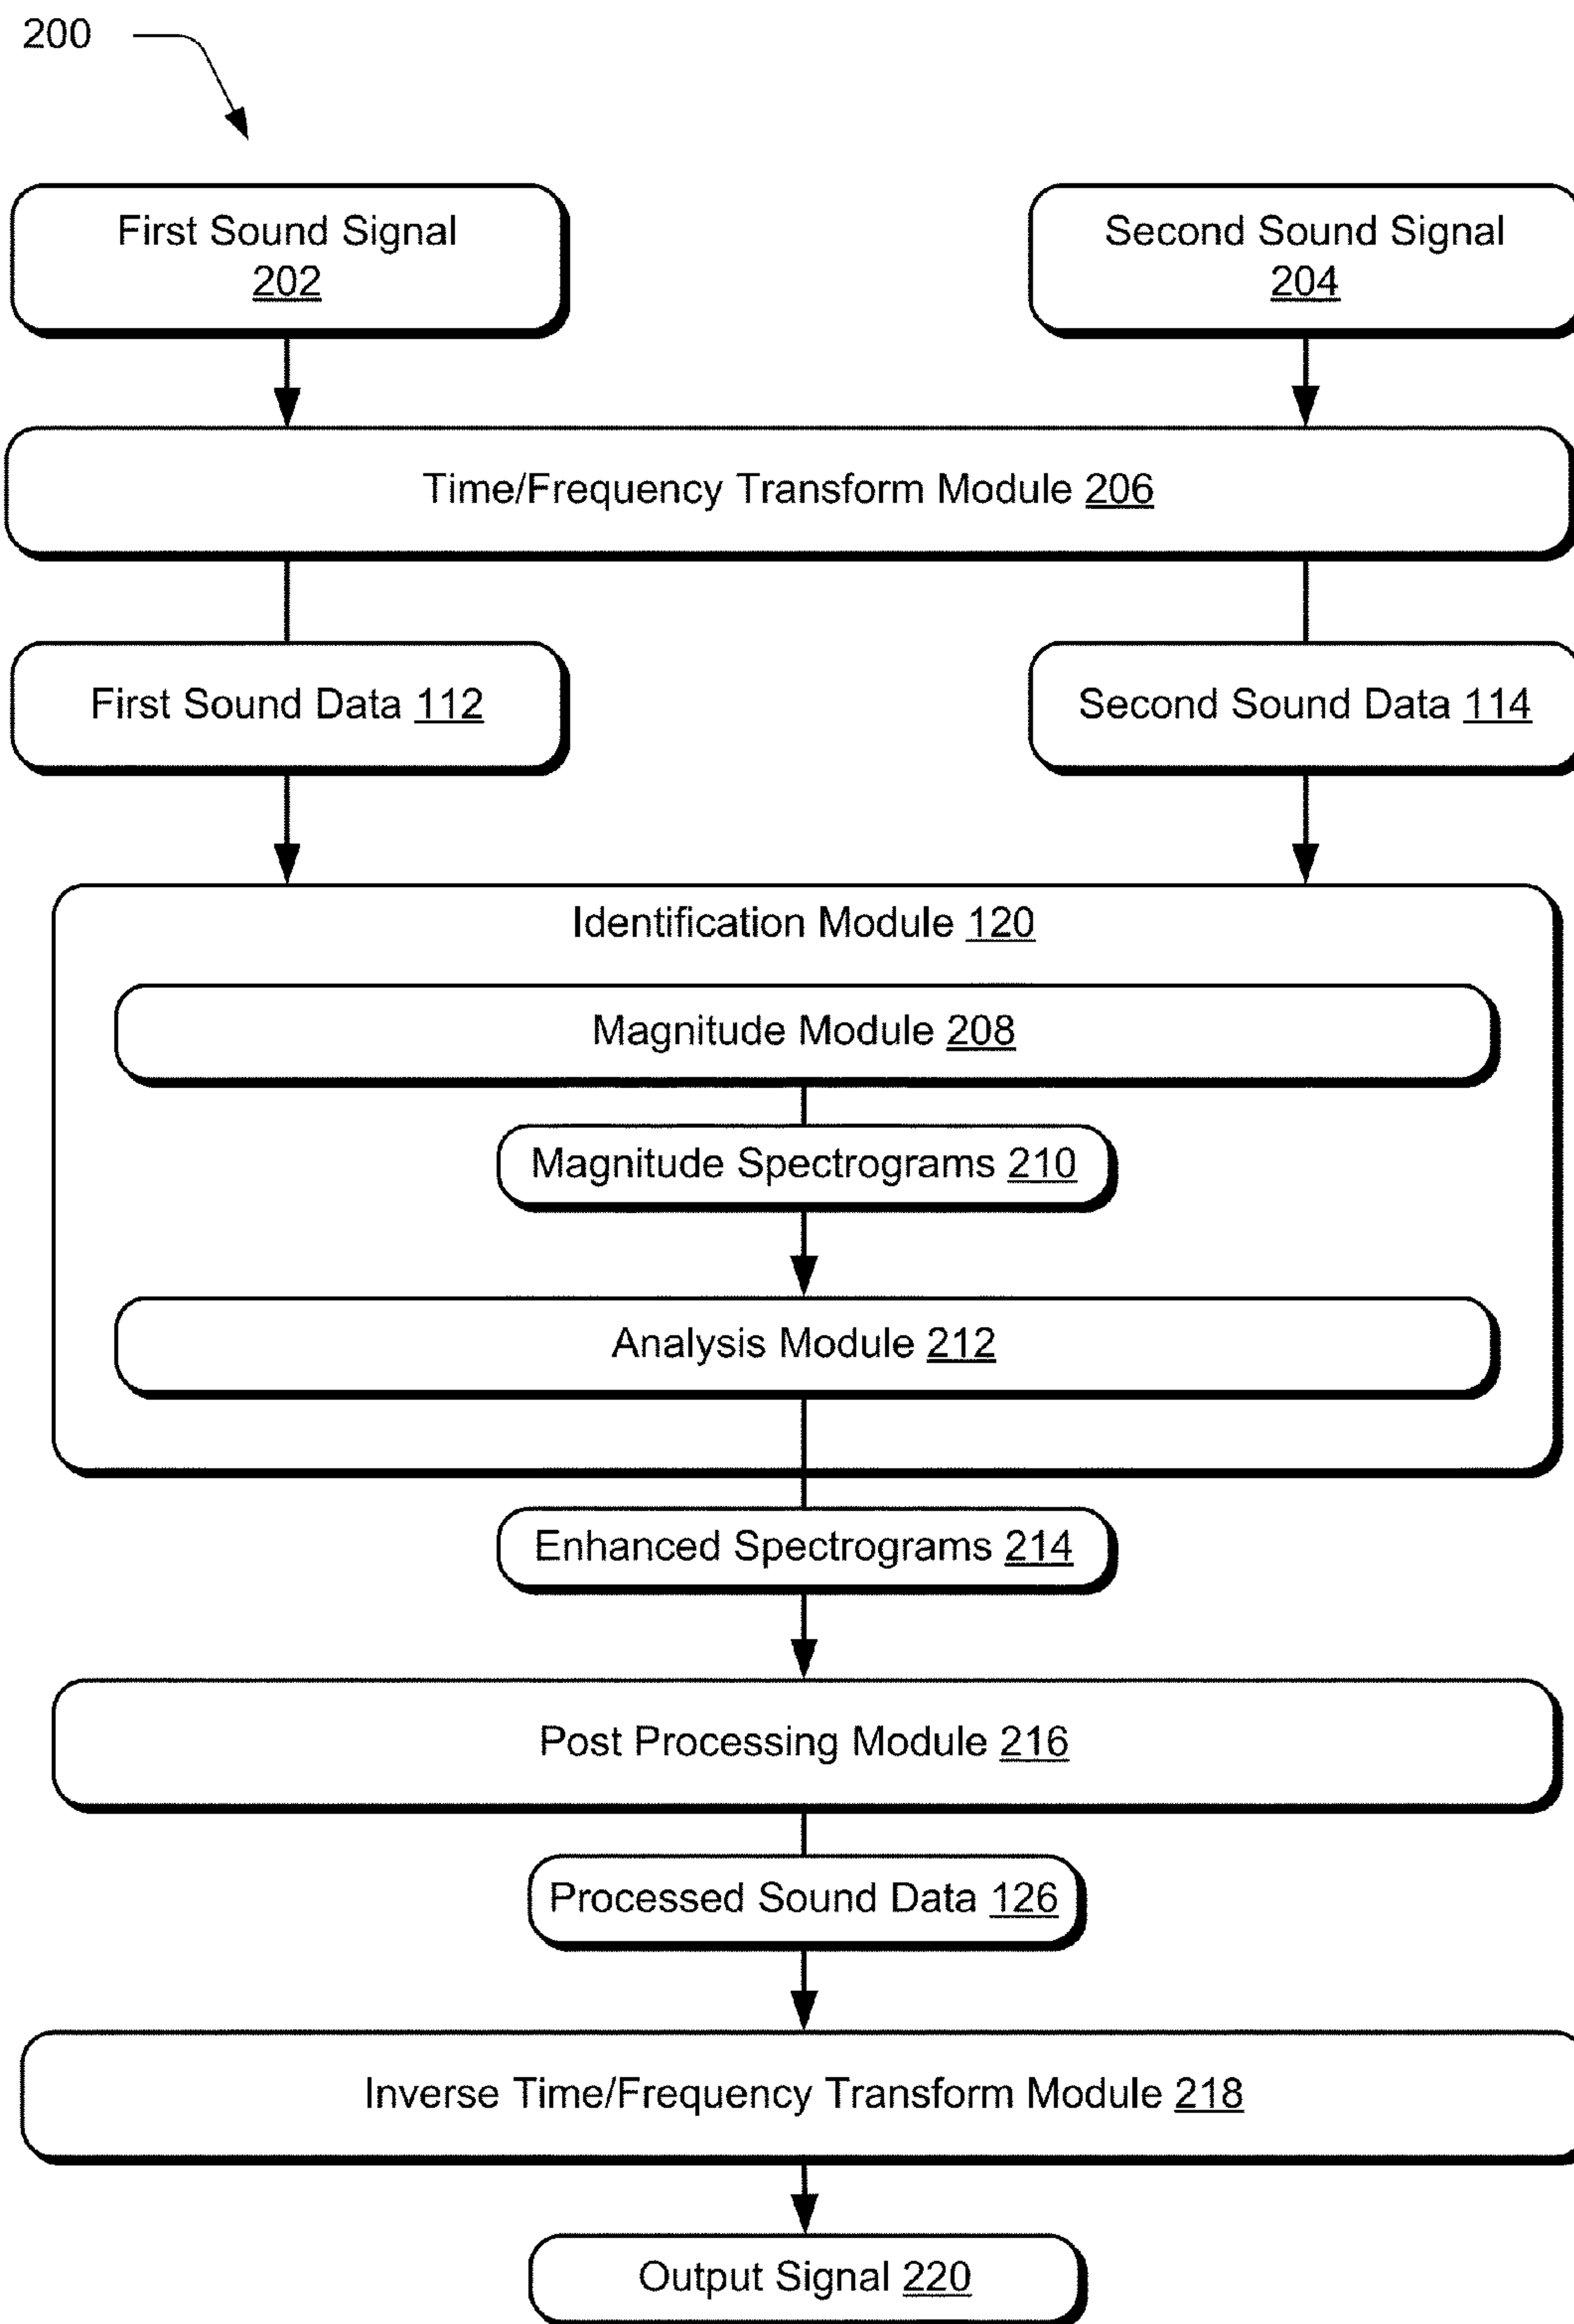 200
First Sound Signal
202
Second Sound Signal
204
Time/Frequency Transform Module 206
First Sound Data 112
Second Sound Data 114
Identification Module 120
Magnitude Module 208
Magnitude Spectrograms 210
Analysis Module 212
Enhanced Spectrograms 214
Post Processing Module 216
Processed Sound Data 126
Inverse Time/Frequency Transform Module 218
Output Signal 220